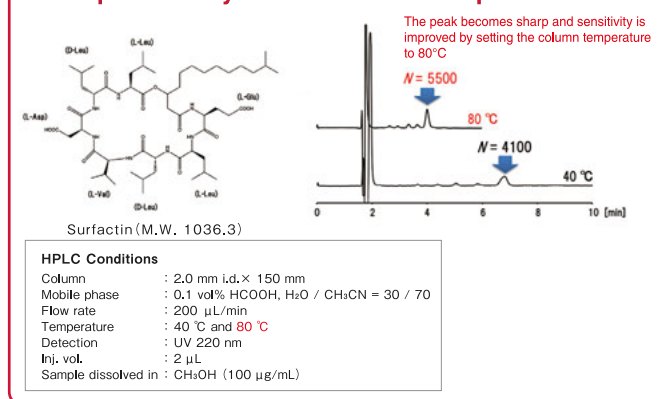 The peak becomes sharp and sensitivity is
improved by setting the column temperature
to 80°C
N = 5500
80 ℃
N = 4100
40 ℃
0 2 4 6 8 10 [min]
(D-Leu)
(L-Leu)
(L-Glu)
(L-Asp)
HOOC
COOH
(L-Val)
(D-Leu)
(L-Leu)
Surfactin (M.W. 1036.3)
HPLC Conditions
Column : 2.0 mm i.d.× 150 mm
Mobile phase : 0.1 vol% HCOOH, H₂O / CH₃CN = 30 / 70
Flow rate : 200 μL/min
Temperature : 40 ℃ and 80 ℃
Detection : UV 220 nm
Inj. vol. : 2 μL
Sample dissolved in : CH₃OH (100 μg/mL)